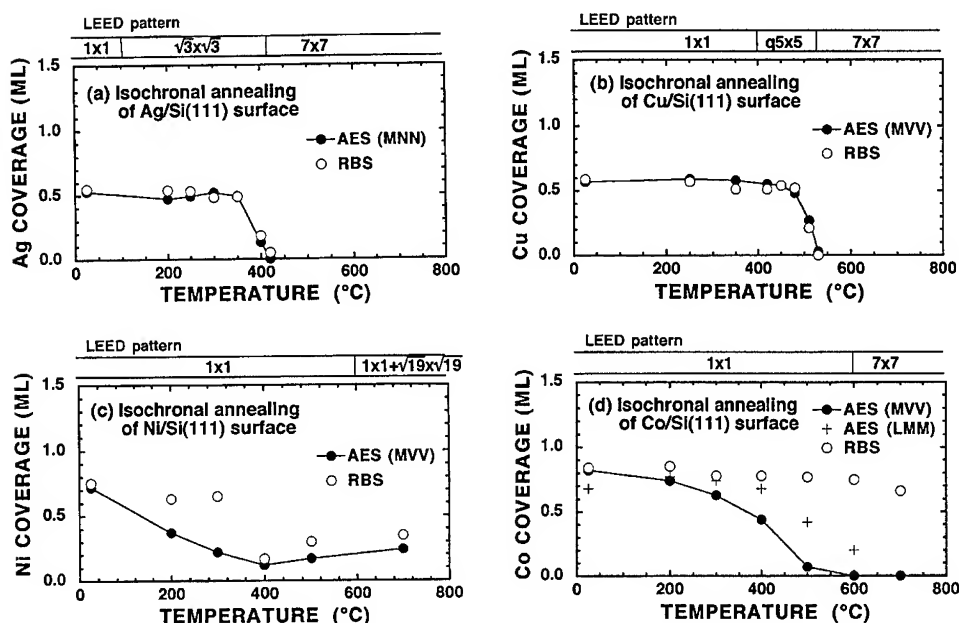 LEED pattern
1x1 √3x√3 7x7
Ag COVERAGE (ML)
1.5
1.0
0.5
0.0
(a) Isochronal annealing
of Ag/Si(111) surface
AES (MNN)
RBS
0 200 400 600 800
TEMPERATURE (°C)
LEED pattern
1x1 q5x5 7x7
Cu COVERAGE (ML)
1.5
1.0
0.5
0.0
(b) Isochronal annealing
of Cu/Si(111) surface
AES (MVV)
RBS
0 200 400 600 800
TEMPERATURE (°C)
LEED pattern
1x1 1x1+√19x√19
Ni COVERAGE (ML)
1.5
1.0
0.5
0.0
(c) Isochronal annealing
of Ni/Si(111) surface
AES (MVV)
RBS
0 200 400 600 800
TEMPERATURE (°C)
LEED pattern
1x1 7x7
Co COVERAGE (ML)
1.5
1.0
0.5
0.0
(d) Isochronal annealing
of Co/Si(111) surface
AES (MVV)
AES (LMM)
RBS
0 200 400 600 800
TEMPERATURE (°C)